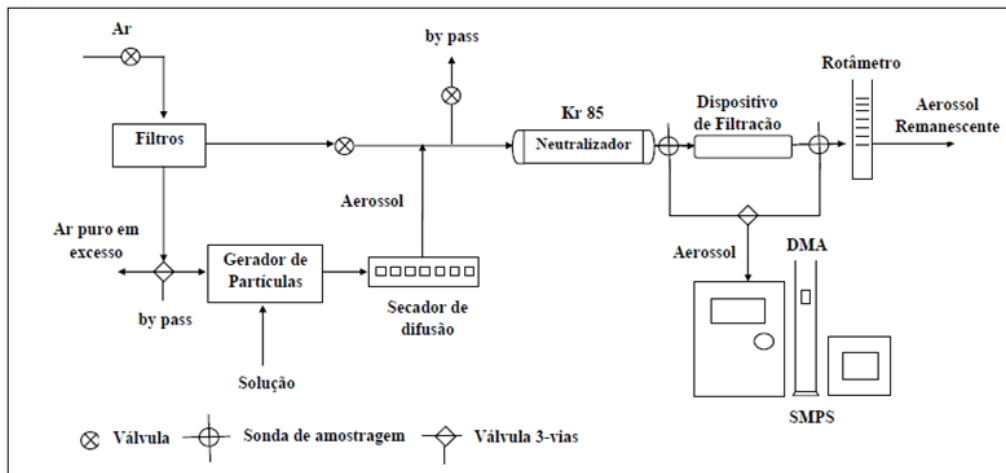 Ar
by pass
Rotâmetro
Kr 85
Dispositivo
de Filtração
Aerossol
Remanescente
Filtros
Neutralizador
Aerossol
Ar puro em
excesso
Gerador de
Partículas
Aerossol
DMA
by pass
Secador de
difusão
Solução
SMPS
Válvula
Sonda de amostragem
Válvula 3-vias